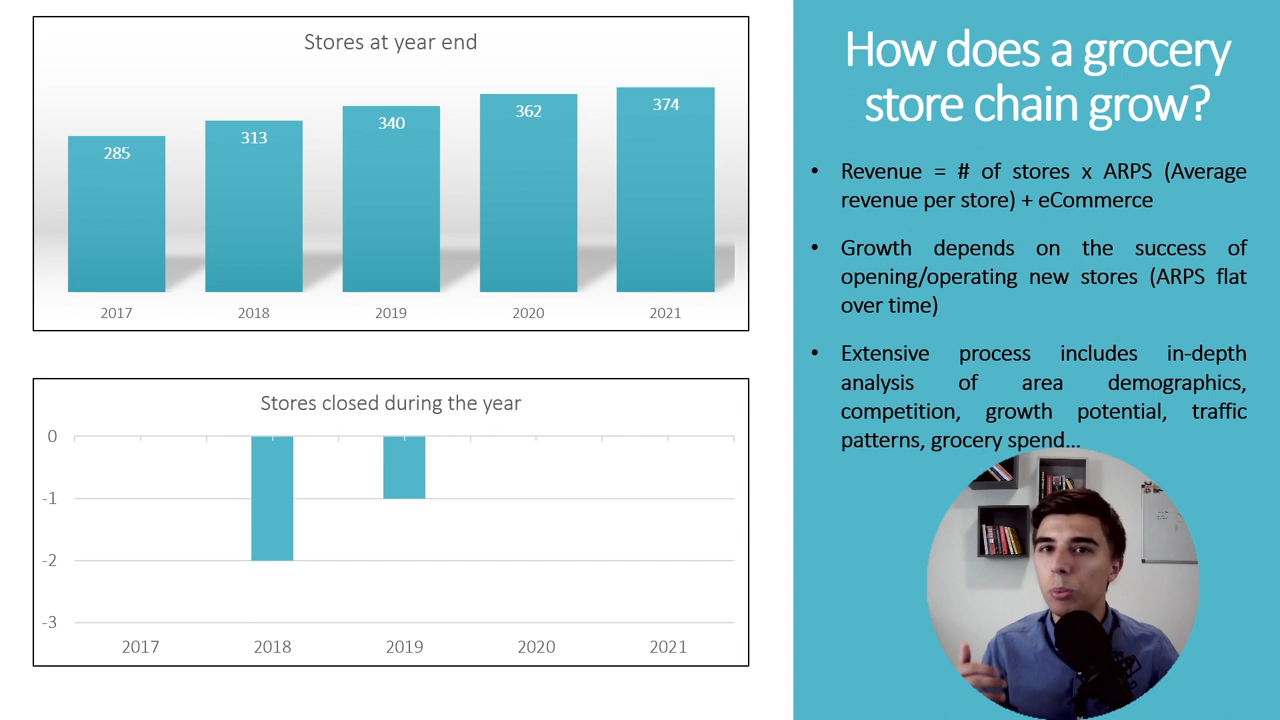 Stores at year end
285
313
340
362
374
2017
2018
2019
2020
2021
Stores closed during the year
0
-1
-2
-3
2017
2018
2019
2020
2021
How does a grocery
store chain grow?
• Revenue = # of stores x ARPS (Average
revenue per store) + eCommerce
• Growth depends on the success of
opening/operating new stores (ARPS flat
over time)
• Extensive process includes in-depth
analysis of area demographics,
competition, growth potential, traffic
patterns, grocery spend...